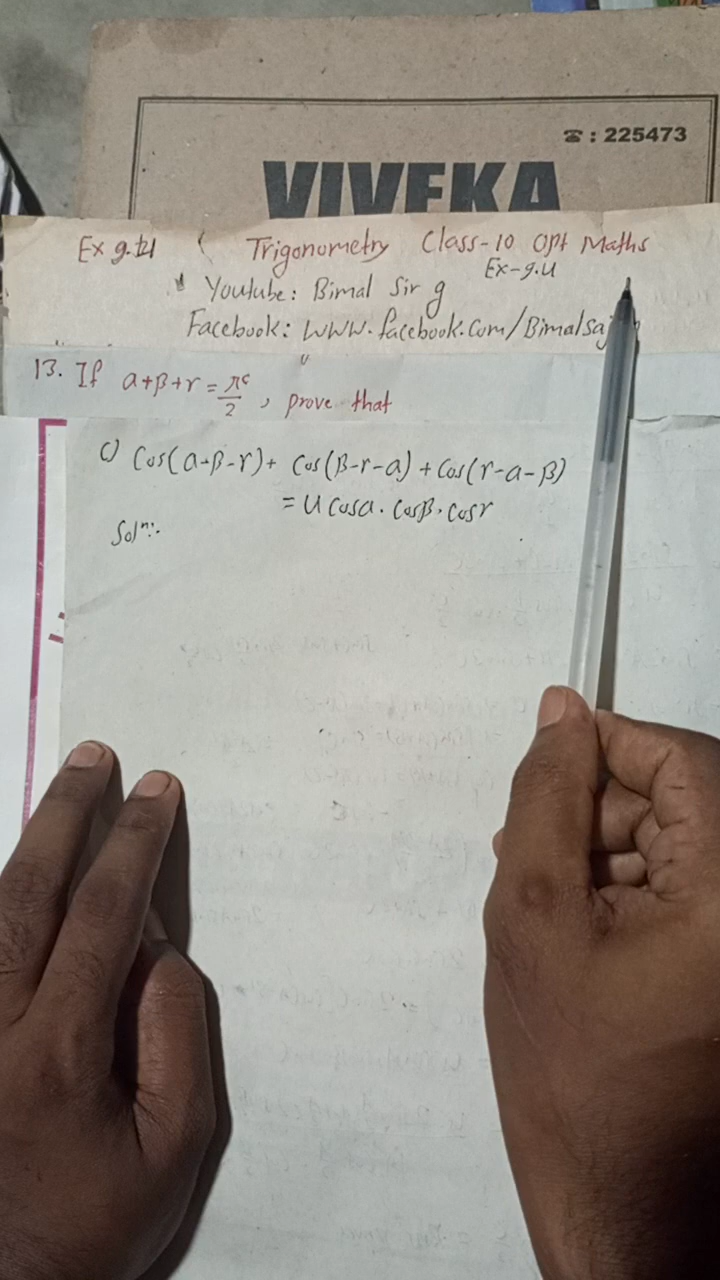 ☎ : 225473
VIVEKA
Ex 9.4 Trigonometry Class-10 Opt Maths
Ex-9.4
Youtube: Bimal Sir g
Facebook: www.facebook.com/Bimalsa
13. If α+β+γ = πᶜ/2 , prove that
c) Cos(α+β-γ)+ Cos(β-γ-α)+Cos(γ-α-β)
= 4 Cosα. Cosβ. Cosγ
Solⁿ:-